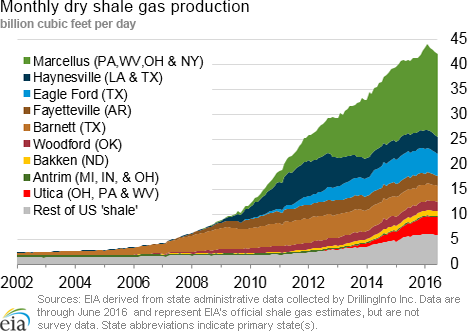 Monthly dry shale gas production
billion cubic feet per day
Marcellus (PA,WV,OH & NY)
Haynesville (LA & TX)
Eagle Ford (TX)
Fayetteville (AR)
Barnett (TX)
Woodford (OK)
Bakken (ND)
Antrim (MI, IN, & OH)
Utica (OH, PA & WV)
Rest of US 'shale'
45
40
35
30
25
20
15
10
5
0
2002 2004 2006 2008 2010 2012 2014 2016
Sources: EIA derived from state administrative data collected by DrillingInfo Inc. Data are
through June 2016 and represent EIA's official shale gas estimates, but are not
survey data. State abbreviations indicate primary state(s).
eia